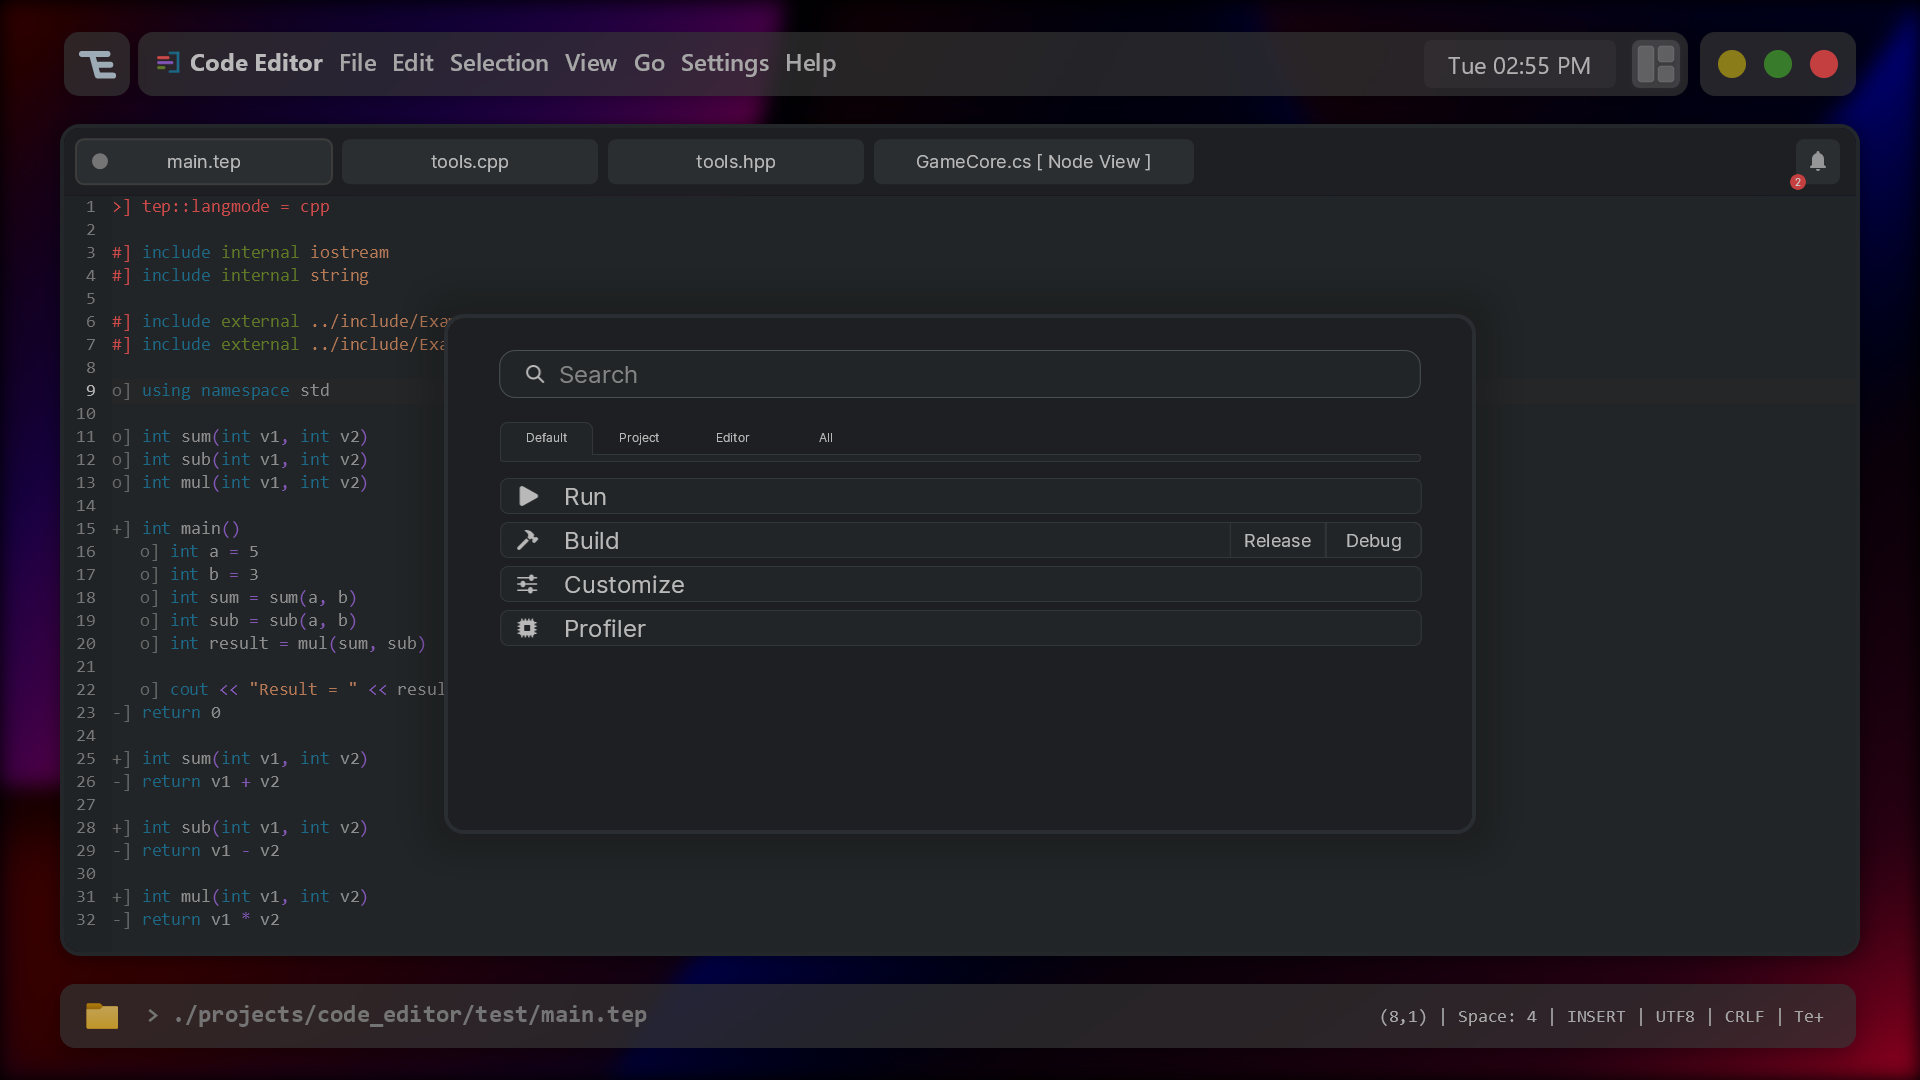 Code Editor File Edit Selection View Go Settings Help
Tue 02:55 PM
main.tep
tools.cpp
tools.hpp
GameCore.cs [ Node View ]
2
1 >] tep::langmode = cpp
2
3 #] include internal iostream
4 #] include internal string
5
6 #] include external ../include/Exa
7 #] include external ../include/Exa
8
9 o] using namespace std
10
11 o] int sum(int v1, int v2)
12 o] int sub(int v1, int v2)
13 o] int mul(int v1, int v2)
14
15 +] int main()
16 o] int a = 5
17 o] int b = 3
18 o] int sum = sum(a, b)
19 o] int sub = sub(a, b)
20 o] int result = mul(sum, sub)
21
22 o] cout << "Result = " << resul
23 -] return 0
24
25 +] int sum(int v1, int v2)
26 -] return v1 + v2
27
28 +] int sub(int v1, int v2)
29 -] return v1 - v2
30
31 +] int mul(int v1, int v2)
32 -] return v1 * v2
Search
Default Project Editor All
Run
Build Release Debug
Customize
Profiler
> ./projects/code_editor/test/main.tep
(8,1) | Space: 4 | INSERT | UTF8 | CRLF | Te+